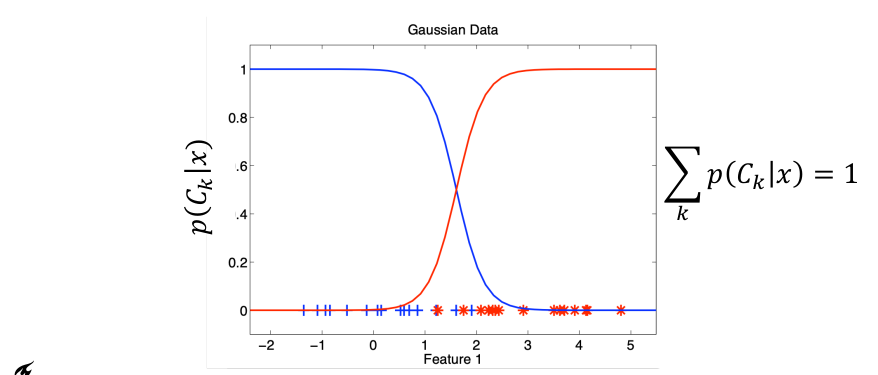 Gaussian Data
1
0.8
.6
.4
0.2
0
p(C_k|x)
∑_k p(C_k|x) = 1
−2 −1 0 1 2 3 4 5
Feature 1